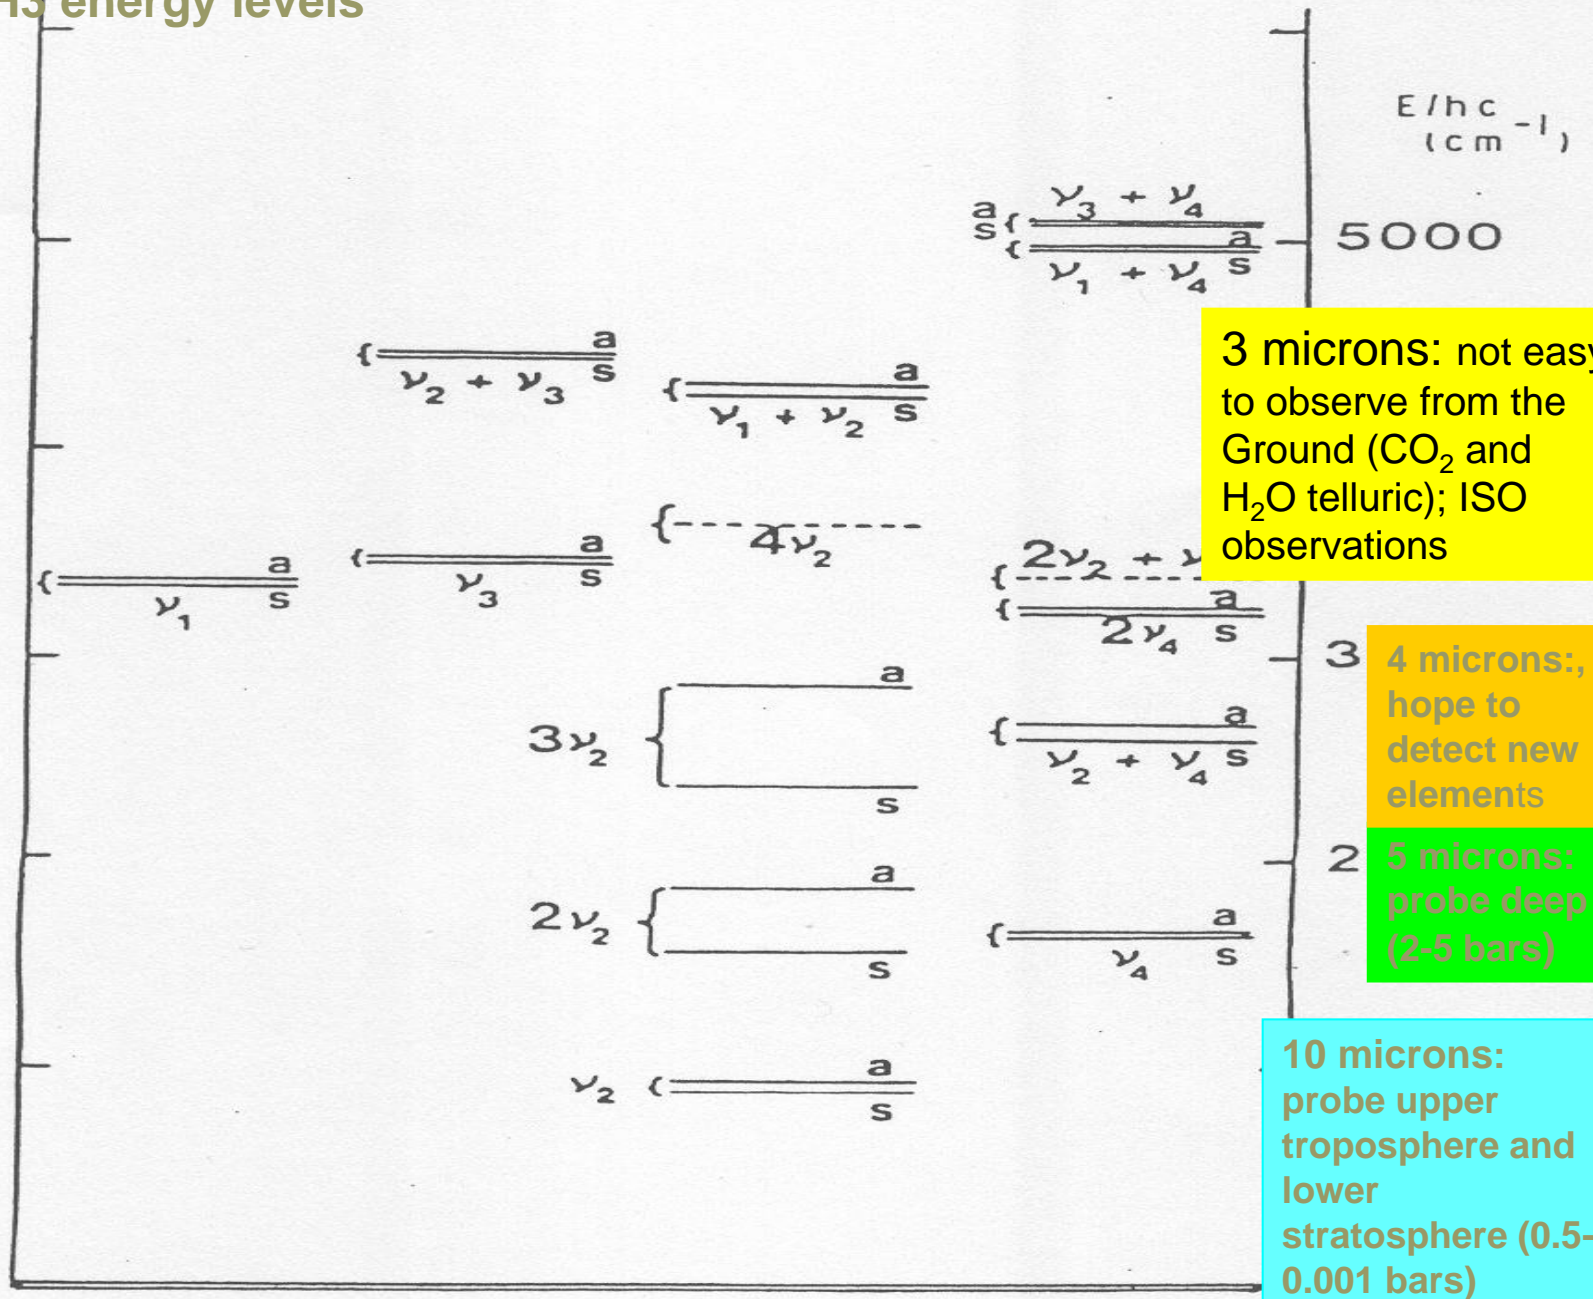 H3 energy levels
E/hc
(cm⁻¹)
a ν₃ + ν₄
s a
ν₁ + ν₄ s
5000
a
ν₂ + ν₃ s
a
ν₁ + ν₂ s
3 microns: not easy
to observe from the
Ground (CO₂ and
H₂O telluric); ISO
observations
4ν₂
a
ν₁ s
a
ν₃ s
2ν₂ + ν
a
2ν₄ s
3
4 microns:,
hope to
detect new
elements
a
3ν₂
s
a
ν₂ + ν₄ s
2
5 microns:
probe deep
(2-5 bars)
a
2ν₂
s
a
ν₄ s
10 microns:
probe upper
troposphere and
lower
stratosphere (0.5-
0.001 bars)
a
ν₂
s